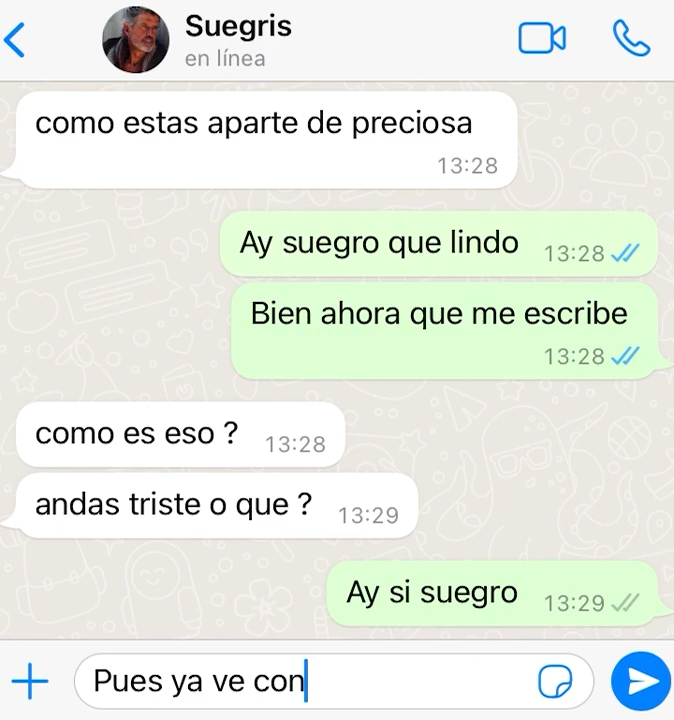 Suegris
en línea
como estas aparte de preciosa
13:28
Ay suegro que lindo 13:28
Bien ahora que me escribe
13:28
como es eso ? 13:28
andas triste o que ? 13:29
Ay si suegro 13:29
Pues ya ve con